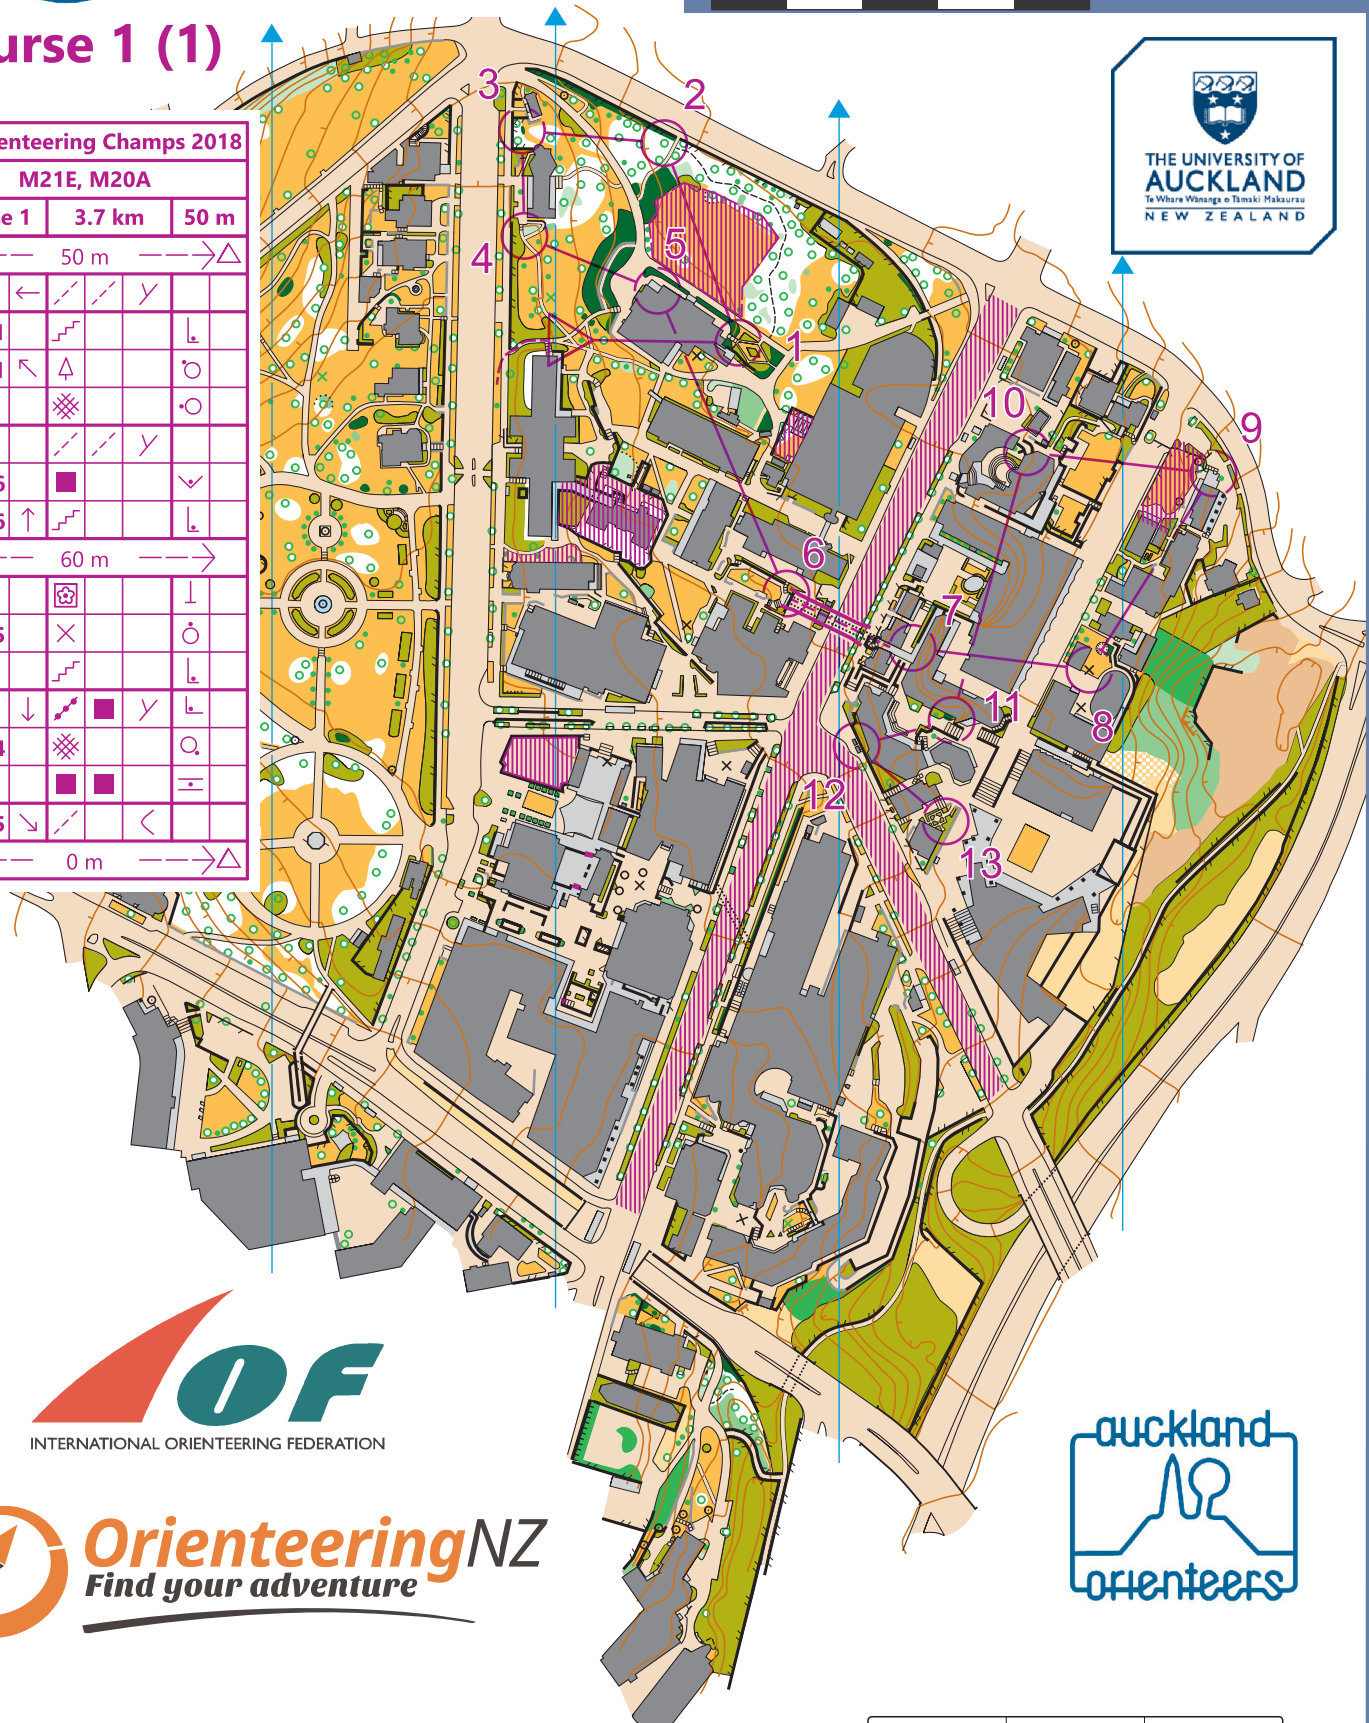 urse 1 (1)
enteering Champs 2018
M21E, M20A
e 1 3.7 km 50 m
50 m
60 m
0 m
THE UNIVERSITY OF
AUCKLAND
Te Whare Wānanga o Tāmaki Makaurau
NEW ZEALAND
3
2
4
5
1
10
9
6
7
11
8
12
13
IOF
INTERNATIONAL ORIENTEERING FEDERATION
OrienteeringNZ
Find your adventure
auckland
orienteers